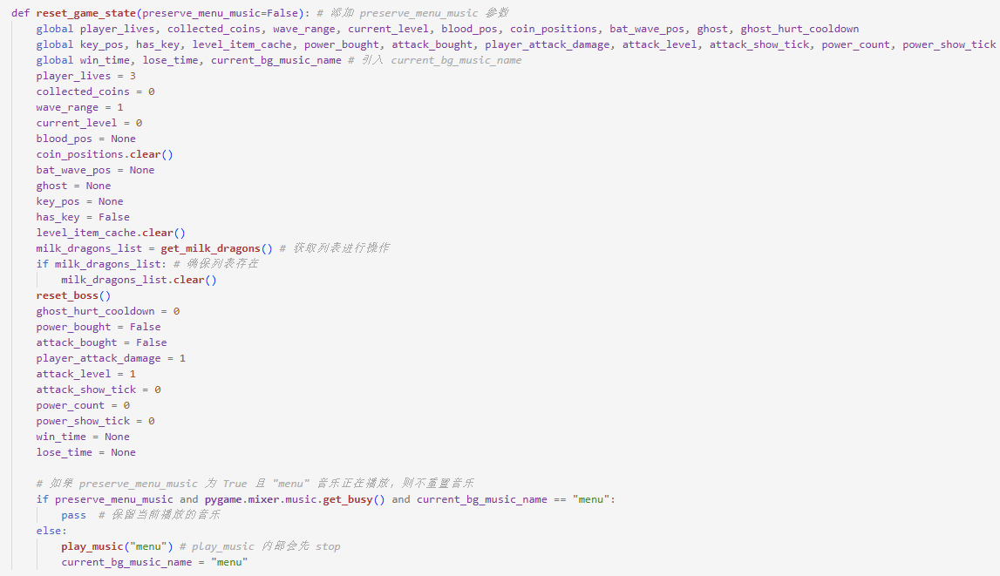 def reset_game_state(preserve_menu_music=False): # 添加 preserve_menu_music 参数
    global player_lives, collected_coins, wave_range, current_level, blood_pos, coin_positions, bat_wave_pos, ghost, ghost_hurt_cooldown
    global key_pos, has_key, level_item_cache, power_bought, attack_bought, player_attack_damage, attack_level, attack_show_tick, power_count, power_show_tick
    global win_time, lose_time, current_bg_music_name # 引入 current_bg_music_name
    player_lives = 3
    collected_coins = 0
    wave_range = 1
    current_level = 0
    blood_pos = None
    coin_positions.clear()
    bat_wave_pos = None
    ghost = None
    key_pos = None
    has_key = False
    level_item_cache.clear()
    milk_dragons_list = get_milk_dragons() # 获取列表进行操作
    if milk_dragons_list: # 确保列表存在
        milk_dragons_list.clear()
    reset_boss()
    ghost_hurt_cooldown = 0
    power_bought = False
    attack_bought = False
    player_attack_damage = 1
    attack_level = 1
    attack_show_tick = 0
    power_count = 0
    power_show_tick = 0
    win_time = None
    lose_time = None
    # 如果 preserve_menu_music 为 True 且 "menu" 音乐正在播放, 则不重置音乐
    if preserve_menu_music and pygame.mixer.music.get_busy() and current_bg_music_name == "menu":
        pass  # 保留当前播放的音乐
    else:
        play_music("menu") # play_music 内部会先 stop
        current_bg_music_name = "menu"